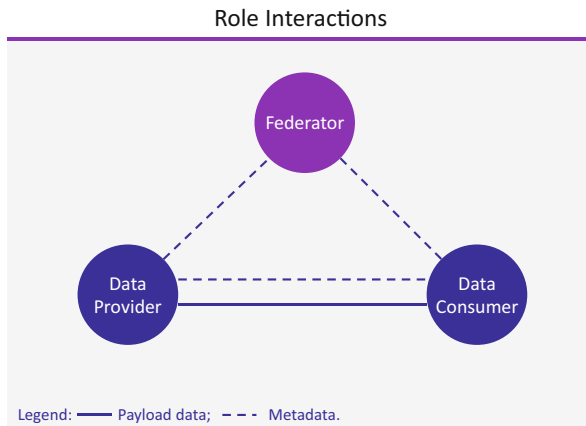 Role Interactions
Federator
Data
Provider
Data
Consumer
Legend: Payload data; Metadata.